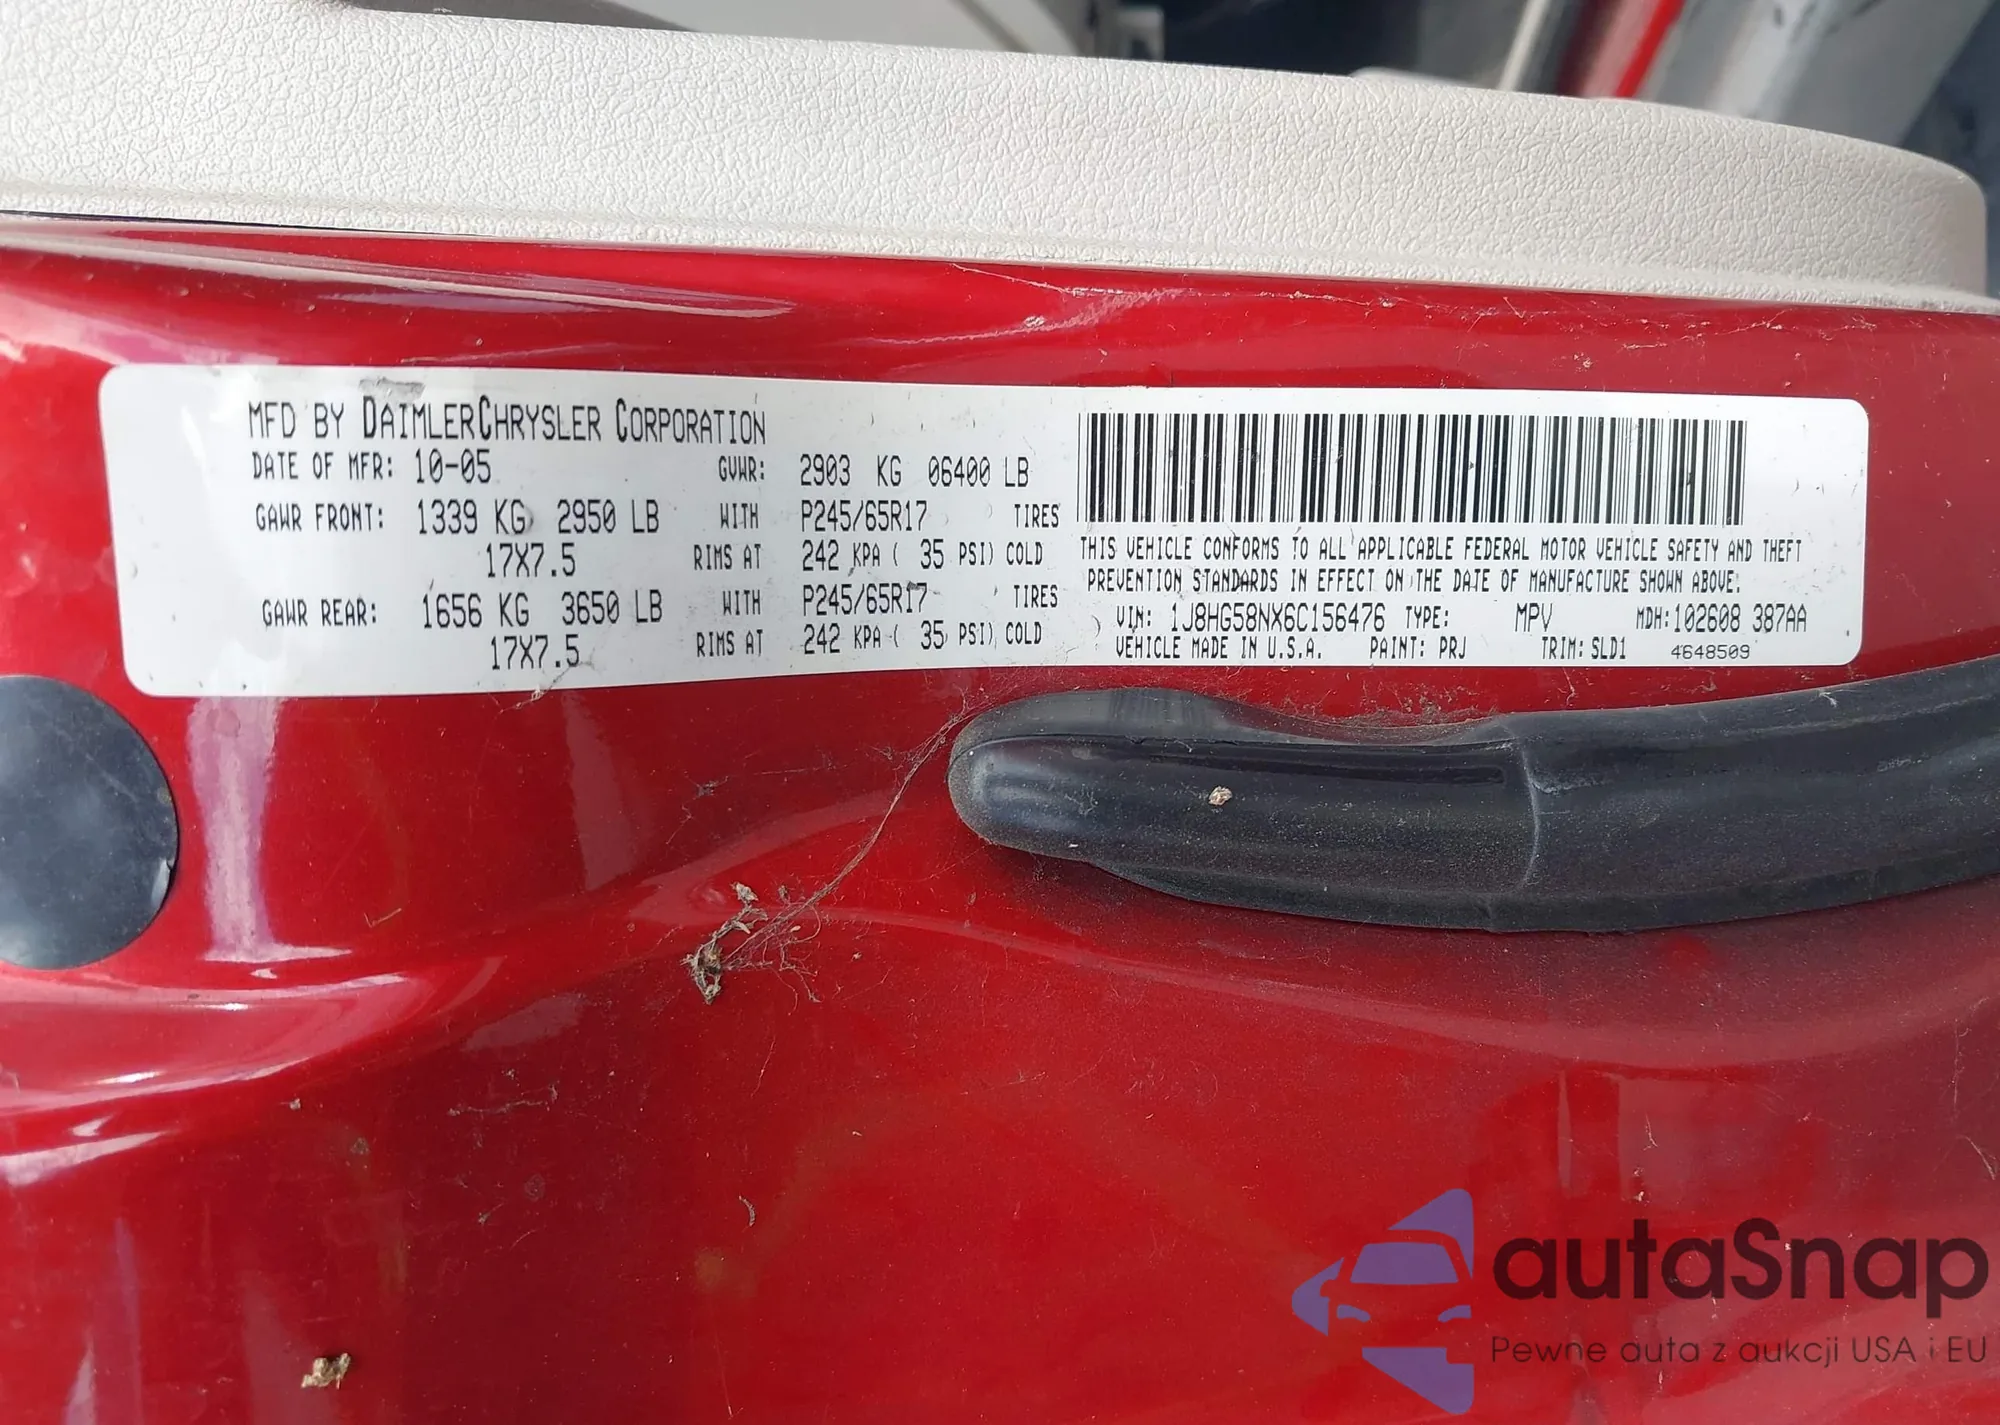 MFD BY DAIMLERCHRYSLER CORPORATION
DATE OF MFR: 10-05 GVWR: 2903 KG 06400 LB
GAWR FRONT: 1339 KG 2950 LB WITH P245/65R17 TIRES
17X7.5 RIMS AT 242 KPA ( 35 PSI) COLD
GAWR REAR: 1656 KG 3650 LB WITH P245/65R17 TIRES
17X7.5 RIMS AT 242 KPA ( 35 PSI) COLD
THIS VEHICLE CONFORMS TO ALL APPLICABLE FEDERAL MOTOR VEHICLE SAFETY AND THEFT
PREVENTION STANDARDS IN EFFECT ON THE DATE OF MANUFACTURE SHOWN ABOVE.
VIN: 1J8HG58NX6C156476 TYPE: MPV MDH: 102608 387AA
VEHICLE MADE IN U.S.A. PAINT: PRJ TRIM: SLD1 4648509
autaSnap
Pewne auta z aukcji USA i EU